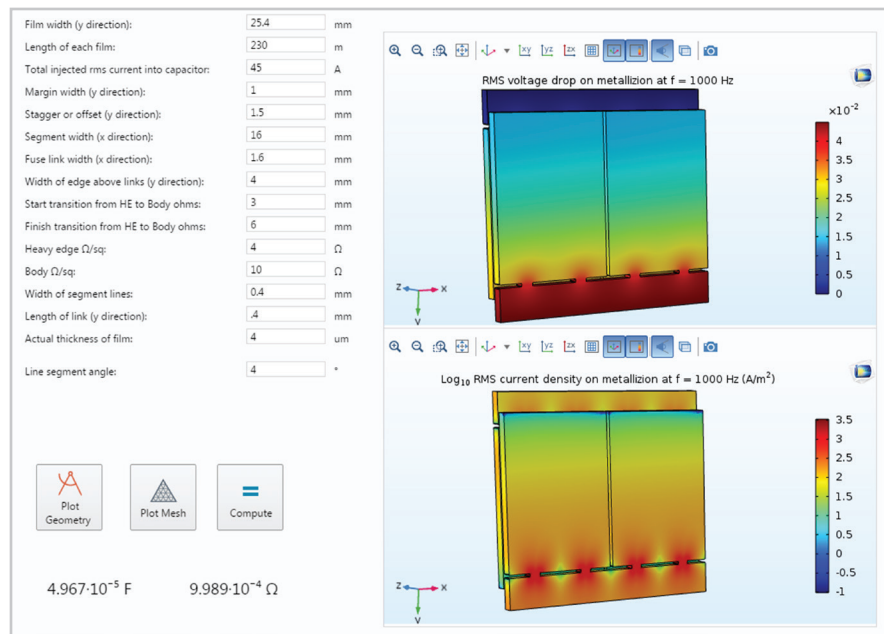 Film width (y direction): 25.4 mm
Length of each film: 230 m
Total injected rms current into capacitor: 45 A
Margin width (y direction): 1 mm
Stagger or offset (y direction): 1.5 mm
Segment width (x direction): 16 mm
Fuse link width (x direction): 1.6 mm
Width of edge above links (y direction): 4 mm
Start transition from HE to Body ohms: 3 mm
Finish transition from HE to Body ohms: 6 mm
Heavy edge Ω/sq: 4 Ω
Body Ω/sq: 10 Ω
Width of segment lines: 0.4 mm
Length of link (y direction): .4 mm
Actual thickness of film: 4 um
Line segment angle: 4 °
Plot Geometry
Plot Mesh
Compute
4.967·10⁻⁵ F 9.989·10⁻⁴ Ω
xy yz zx
RMS voltage drop on metallizion at f = 1000 Hz
×10⁻²
4
3.5
3
2.5
2
1.5
1
0.5
0
z x
y
xy yz zx
Log₁₀ RMS current density on metallizion at f = 1000 Hz (A/m²)
3.5
3
2.5
2
1.5
1
0.5
0
-0.5
-1
z x
y